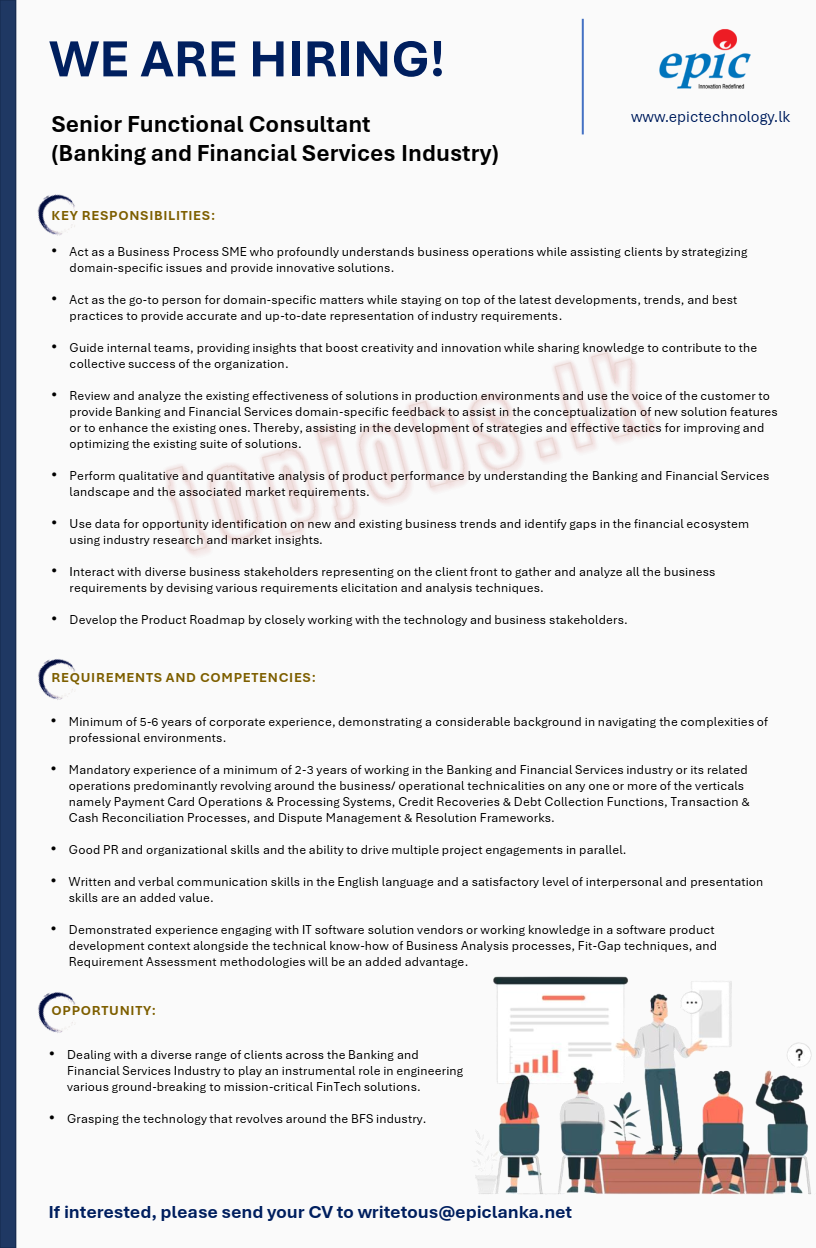 WE ARE HIRING!
epic
Innovation Redefined
www.epictechnology.lk
Senior Functional Consultant
(Banking and Financial Services Industry)
KEY RESPONSIBILITIES:
• Act as a Business Process SME who profoundly understands business operations while assisting clients by strategizing
domain-specific issues and provide innovative solutions.
• Act as the go-to person for domain-specific matters while staying on top of the latest developments, trends, and best
practices to provide accurate and up-to-date representation of industry requirements.
• Guide internal teams, providing insights that boost creativity and innovation while sharing knowledge to contribute to the
collective success of the organization.
• Review and analyze the existing effectiveness of solutions in production environments and use the voice of the customer to
provide Banking and Financial Services domain-specific feedback to assist in the conceptualization of new solution features
or to enhance the existing ones. Thereby, assisting in the development of strategies and effective tactics for improving and
optimizing the existing suite of solutions.
• Perform qualitative and quantitative analysis of product performance by understanding the Banking and Financial Services
landscape and the associated market requirements.
• Use data for opportunity identification on new and existing business trends and identify gaps in the financial ecosystem
using industry research and market insights.
• Interact with diverse business stakeholders representing on the client front to gather and analyze all the business
requirements by devising various requirements elicitation and analysis techniques.
• Develop the Product Roadmap by closely working with the technology and business stakeholders.
topjobs.lk
REQUIREMENTS AND COMPETENCIES:
• Minimum of 5-6 years of corporate experience, demonstrating a considerable background in navigating the complexities of
professional environments.
• Mandatory experience of a minimum of 2-3 years of working in the Banking and Financial Services industry or its related
operations predominantly revolving around the business/ operational technicalities on any one or more of the verticals
namely Payment Card Operations & Processing Systems, Credit Recoveries & Debt Collection Functions, Transaction &
Cash Reconciliation Processes, and Dispute Management & Resolution Frameworks.
• Good PR and organizational skills and the ability to drive multiple project engagements in parallel.
• Written and verbal communication skills in the English language and a satisfactory level of interpersonal and presentation
skills are an added value.
• Demonstrated experience engaging with IT software solution vendors or working knowledge in a software product
development context alongside the technical know-how of Business Analysis processes, Fit-Gap techniques, and
Requirement Assessment methodologies will be an added advantage.
OPPORTUNITY:
• Dealing with a diverse range of clients across the Banking and
Financial Services Industry to play an instrumental role in engineering
various ground-breaking to mission-critical FinTech solutions.
• Grasping the technology that revolves around the BFS industry.
...
?
If interested, please send your CV to writetous@epiclanka.net